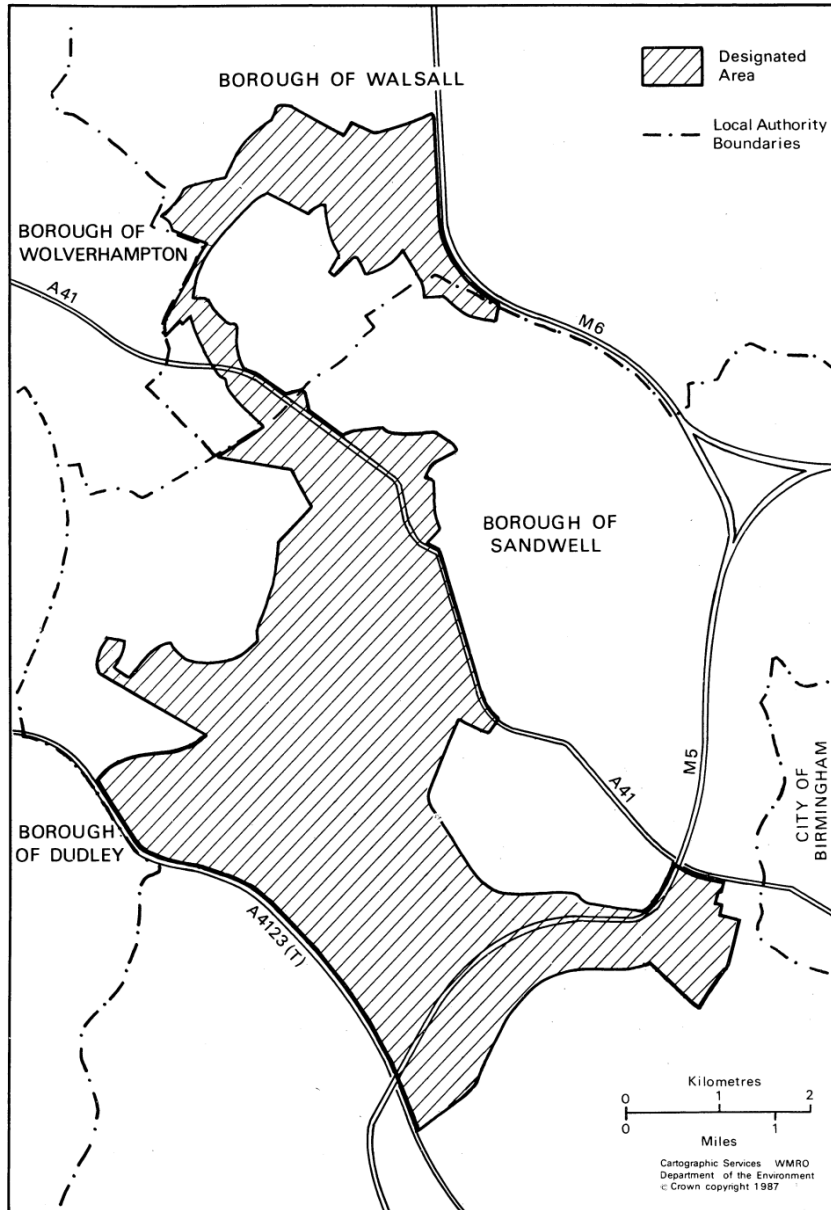 BOROUGH OF WALSALL
Designated
Area
Local Authority
Boundaries
BOROUGH OF
WOLVERHAMPTON
A41
M6
BOROUGH OF
SANDWELL
M5
A41
CITY OF
BIRMINGHAM
BOROUGH
OF DUDLEY
A4123(T)
Kilometres
0 1 2
0 1
Miles
Cartographic Services WMRO
Department of the Environment
© Crown copyright 1987